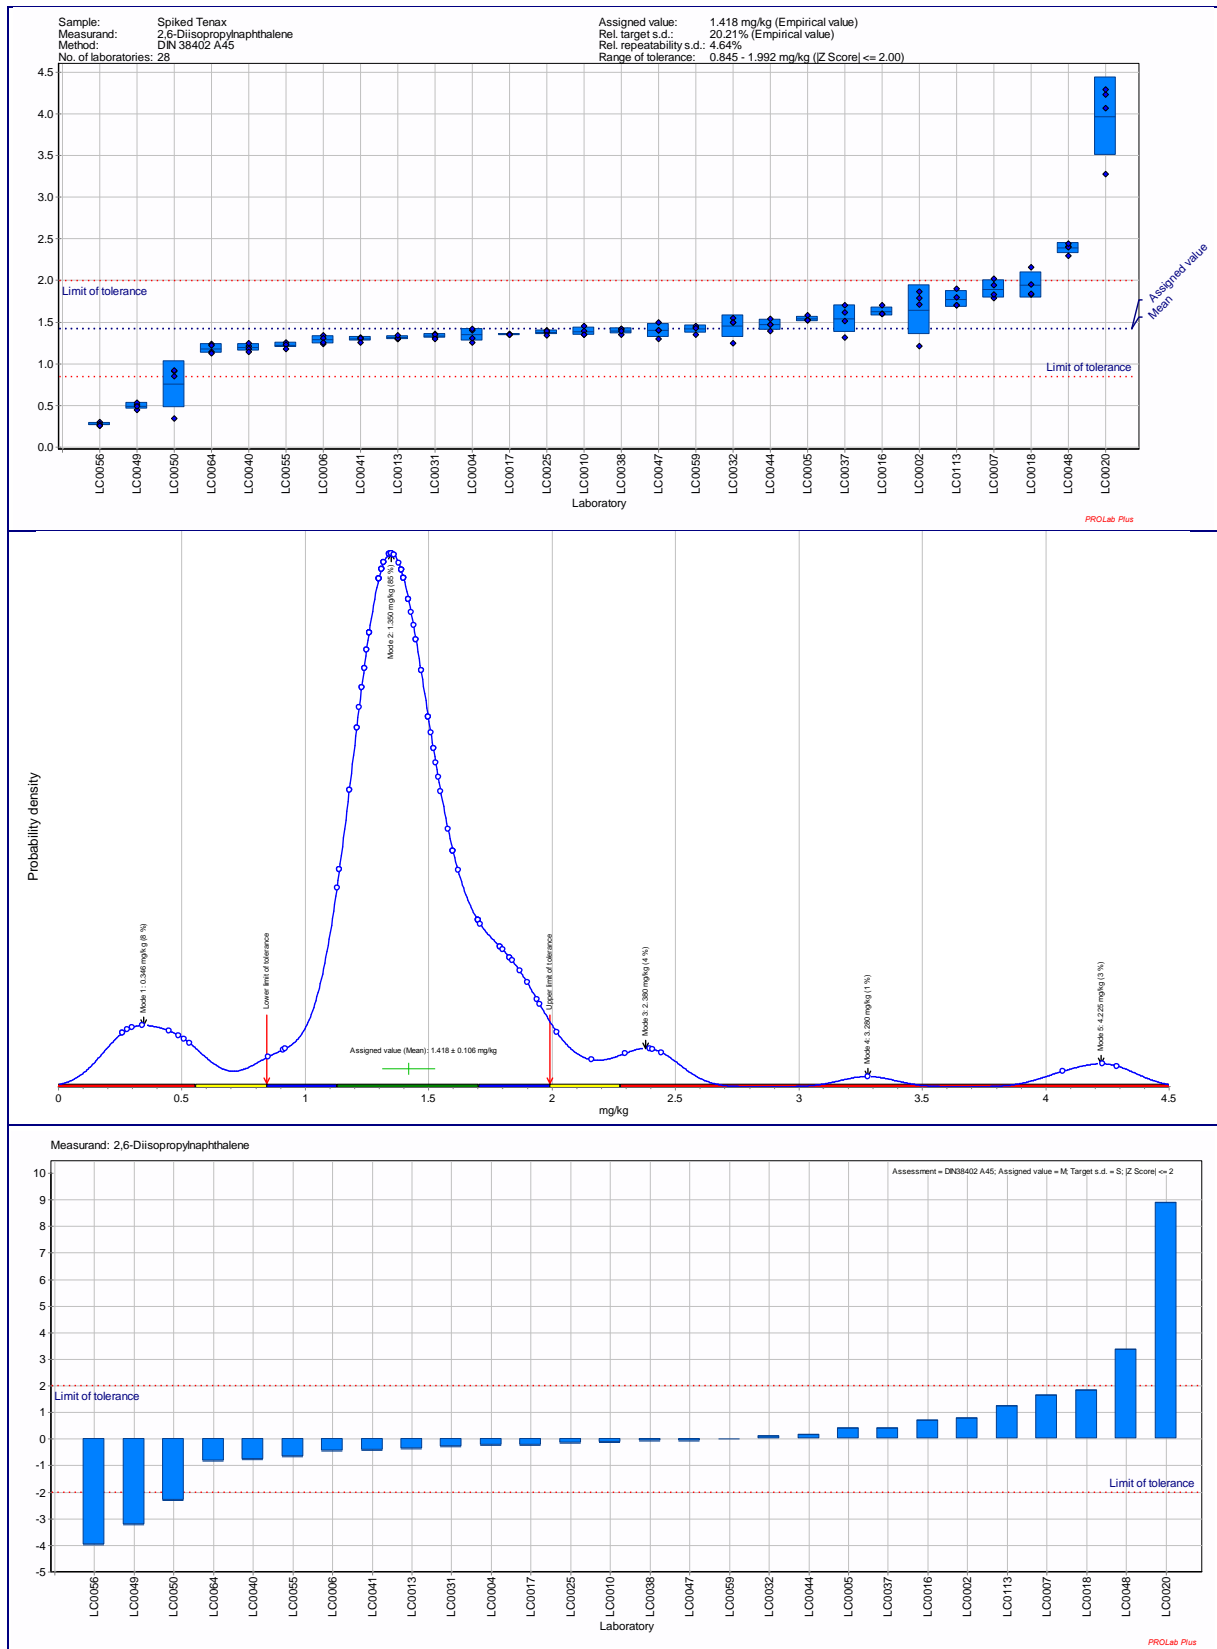 Sample: Spiked Tenax
Measurand: 2,6-Diisopropylnaphthalene
Method: DIN 38402 A45
No. of laboratories: 28
Assigned value: 1.418 mg/kg (Empirical value)
Rel. target s.d.: 20.21% (Empirical value)
Rel. repeatability s.d.: 4.64%
Range of tolerance: 0.845 - 1.992 mg/kg (|Z Score| <= 2.00)
4.5
4.0
3.5
3.0
2.5
2.0
1.5
1.0
0.5
0.0
Limit of tolerance
Limit of tolerance
Assigned value
Mean
LC0056
LC0049
LC0050
LC0064
LC0040
LC0055
LC0006
LC0041
LC0013
LC0031
LC0004
LC0017
LC0025
LC0010
LC0038
LC0047
LC0059
LC0032
LC0044
LC0005
LC0037
LC0016
LC0002
LC0113
LC0007
LC0018
LC0048
LC0020
Laboratory
PROLab Plus
Probability density
Mode 1: 0.346 mg/kg (8 %)
Lower limit of tolerance
Mode 2: 1.350 mg/kg (85 %)
Assigned value (Mean): 1.418 ± 0.106 mg/kg
Upper limit of tolerance
Mode 3: 2.380 mg/kg (4 %)
Mode 4: 3.280 mg/kg (1 %)
Mode 5: 4.225 mg/kg (3 %)
0 0.5 1 1.5 2 2.5 3 3.5 4 4.5
mg/kg
Measurand: 2,6-Diisopropylnaphthalene
Assessment = DIN38402 A45; Assigned value = M; Target s.d. = S; |Z Score| <= 2
10
9
8
7
6
5
4
3
2
1
0
-1
-2
-3
-4
-5
Limit of tolerance
Limit of tolerance
LC0056
LC0049
LC0050
LC0064
LC0040
LC0055
LC0006
LC0041
LC0013
LC0031
LC0004
LC0017
LC0025
LC0010
LC0038
LC0047
LC0059
LC0032
LC0044
LC0005
LC0037
LC0016
LC0002
LC0113
LC0007
LC0018
LC0048
LC0020
Laboratory
PROLab Plus